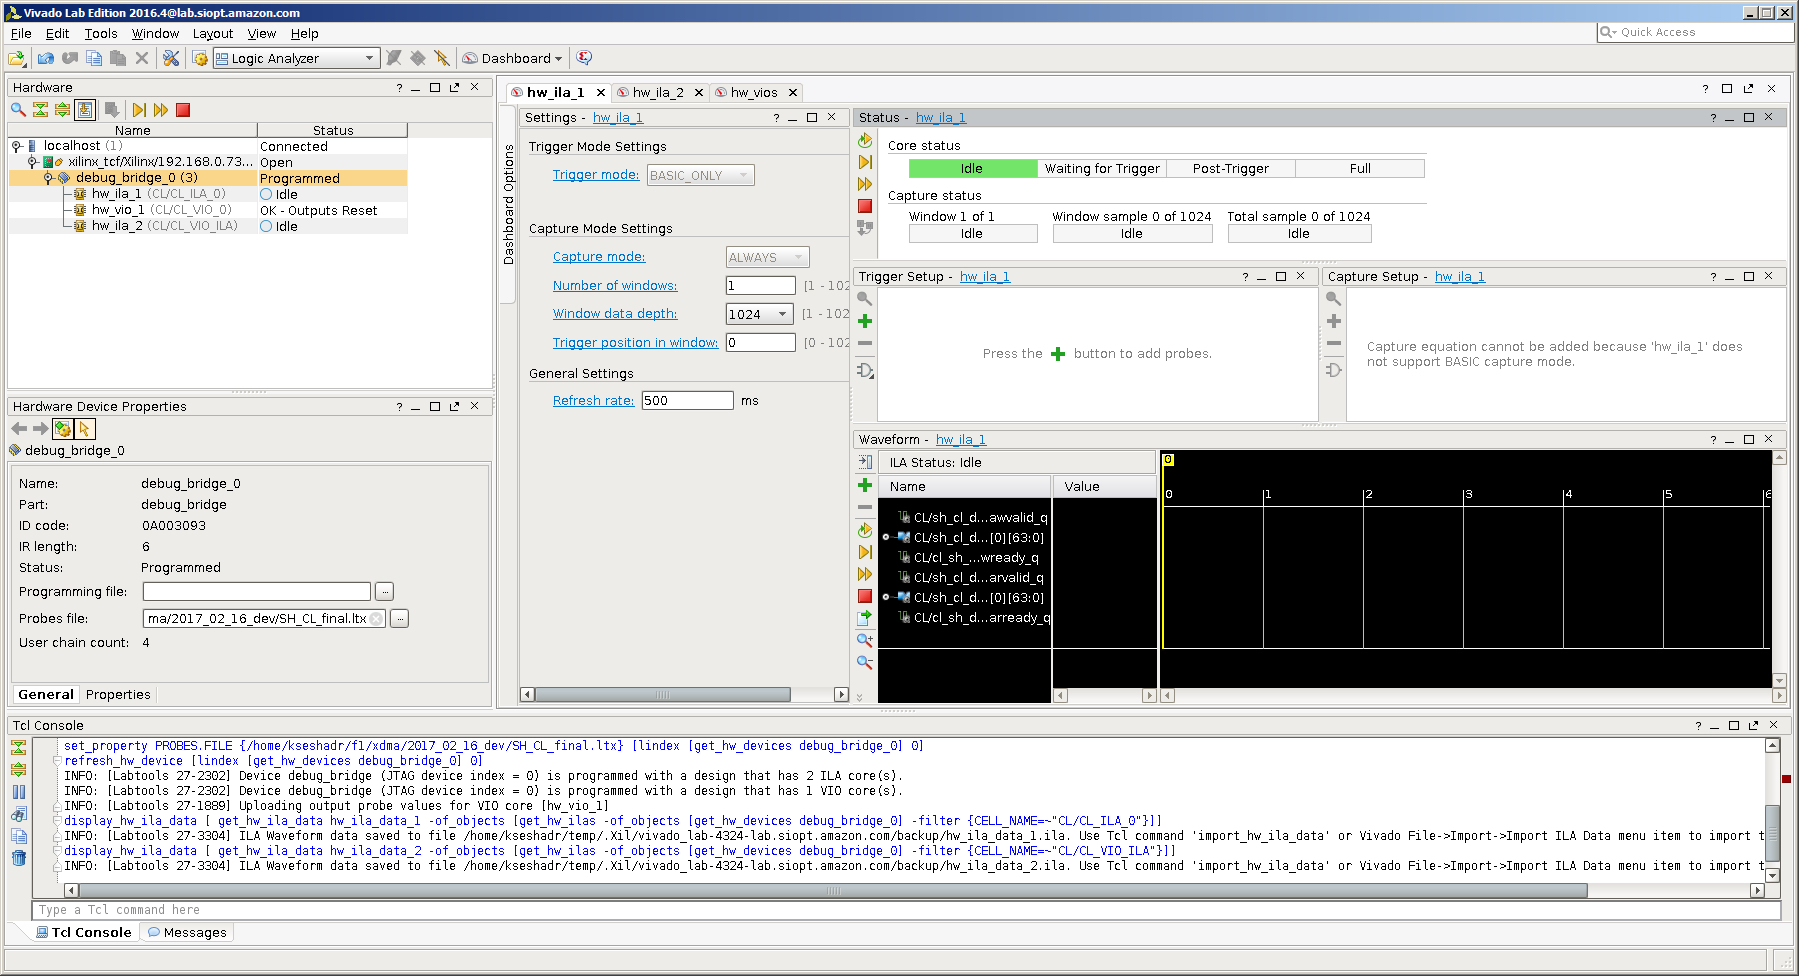 Vivado Lab Edition 2016.4@lab.siopt.amazon.com
File Edit Tools Window Layout View Help
Quick Access
Logic Analyzer
Dashboard
Hardware
Name Status
localhost (1) Connected
xilinx_tcf/Xilinx/192.168.0.73... Open
debug_bridge_0 (3) Programmed
hw_ila_1 (CL/CL_ILA_0) Idle
hw_vio_1 (CL/CL_VIO_0) OK - Outputs Reset
hw_ila_2 (CL/CL_VIO_ILA) Idle
Hardware Device Properties
debug_bridge_0
Name: debug_bridge_0
Part: debug_bridge
ID code: 0A003093
IR length: 6
Status: Programmed
Programming file:
Probes file: ma/2017_02_16_dev/SH_CL_final.ltx
User chain count: 4
General Properties
hw_ila_1 hw_ila_2 hw_vios
Dashboard Options
Settings - hw_ila_1
Trigger Mode Settings
Trigger mode: BASIC_ONLY
Capture Mode Settings
Capture mode: ALWAYS
Number of windows: 1 [1 - 102
Window data depth: 1024 [1 - 102
Trigger position in window: 0 [0 - 102
General Settings
Refresh rate: 500 ms
Status - hw_ila_1
Core status
Idle Waiting for Trigger Post-Trigger Full
Capture status
Window 1 of 1 Window sample 0 of 1024 Total sample 0 of 1024
Idle Idle Idle
Trigger Setup - hw_ila_1
Press the + button to add probes.
Capture Setup - hw_ila_1
Capture equation cannot be added because 'hw_ila_1' does
not support BASIC capture mode.
Waveform - hw_ila_1
ILA Status: Idle
Name Value
CL/sh_cl_d...awvalid_q
CL/sh_cl_d...[0][63:0]
CL/cl_sh_...wready_q
CL/sh_cl_d...arvalid_q
CL/sh_cl_d...[0][63:0]
CL/cl_sh_d...arready_q
0
0 1 2 3 4 5 6
Tcl Console
set_property PROBES.FILE {/home/kseshadr/f1/xdma/2017_02_16_dev/SH_CL_final.ltx} [lindex [get_hw_devices debug_bridge_0] 0]
refresh_hw_device [lindex [get_hw_devices debug_bridge_0] 0]
INFO: [Labtools 27-2302] Device debug_bridge (JTAG device index = 0) is programmed with a design that has 2 ILA core(s).
INFO: [Labtools 27-2302] Device debug_bridge (JTAG device index = 0) is programmed with a design that has 1 VIO core(s).
INFO: [Labtools 27-1889] Uploading output probe values for VIO core [hw_vio_1]
display_hw_ila_data [ get_hw_ila_data hw_ila_data_1 -of_objects [get_hw_ilas -of_objects [get_hw_devices debug_bridge_0] -filter {CELL_NAME=~"CL/CL_ILA_0"}]]
INFO: [Labtools 27-3304] ILA Waveform data saved to file /home/kseshadr/temp/.Xil/vivado_lab-4324-lab.siopt.amazon.com/backup/hw_ila_data_1.ila. Use Tcl command 'import_hw_ila_data' or Vivado File->Import->Import ILA Data menu item to import t
display_hw_ila_data [ get_hw_ila_data hw_ila_data_2 -of_objects [get_hw_ilas -of_objects [get_hw_devices debug_bridge_0] -filter {CELL_NAME=~"CL/CL_VIO_ILA"}]]
INFO: [Labtools 27-3304] ILA Waveform data saved to file /home/kseshadr/temp/.Xil/vivado_lab-4324-lab.siopt.amazon.com/backup/hw_ila_data_2.ila. Use Tcl command 'import_hw_ila_data' or Vivado File->Import->Import ILA Data menu item to import t
Type a Tcl command here
Tcl Console Messages